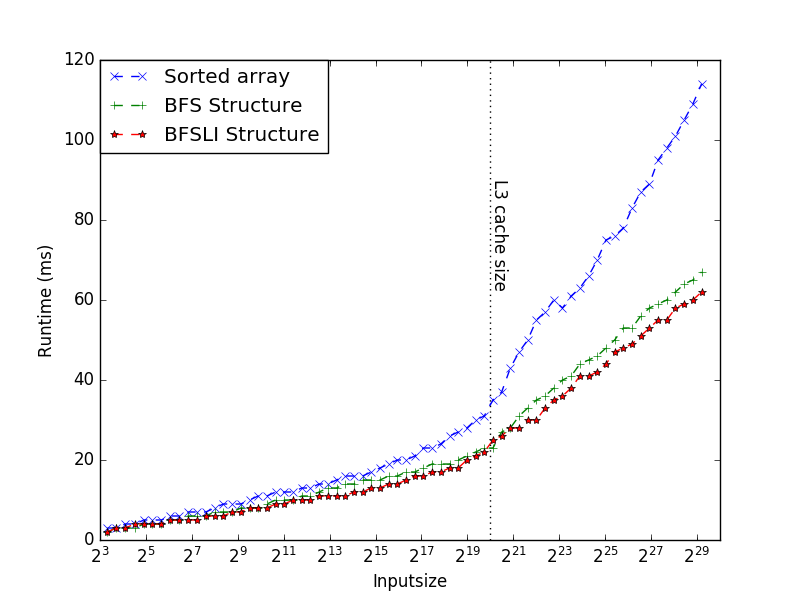 Sorted array
BFS Structure
BFSLI Structure
120
100
80
60
40
20
0
Runtime (ms)
L3 cache size
2^3 2^5 2^7 2^9 2^11 2^13 2^15 2^17 2^19 2^21 2^23 2^25 2^27 2^29
Inputsize